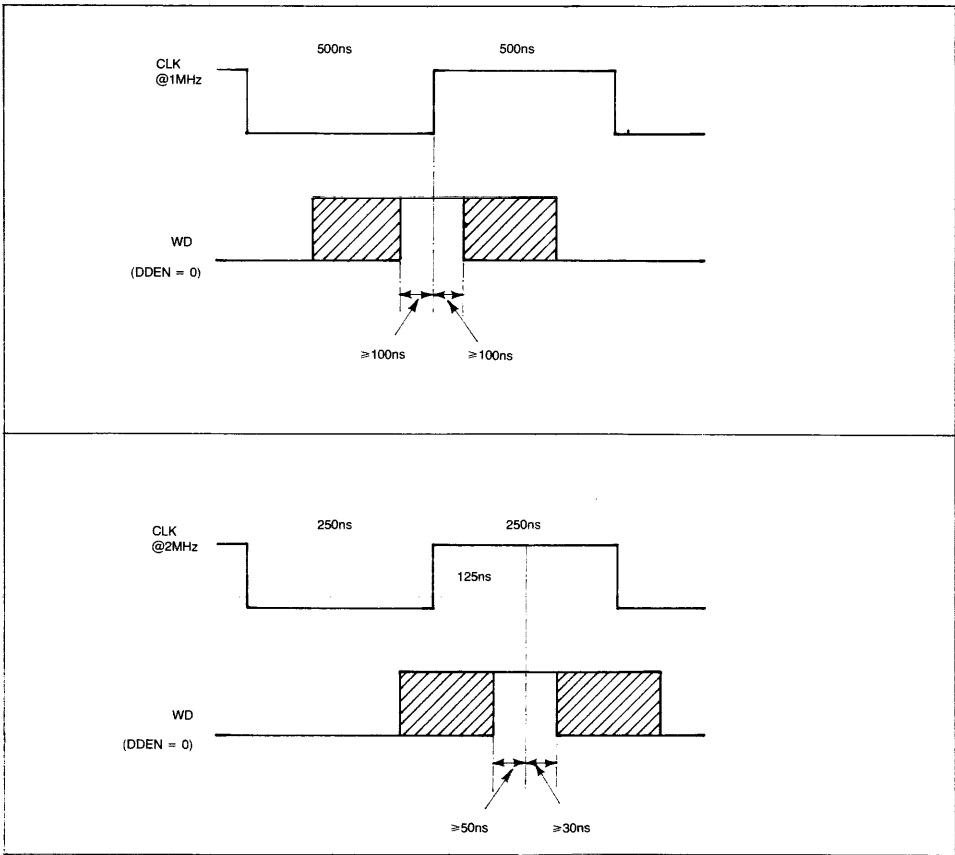 500ns 500ns
CLK
@1MHz
WD
(DDEN = 0)
≥100ns ≥100ns
250ns 250ns
CLK
@2MHz
125ns
WD
(DDEN = 0)
≥50ns ≥30ns